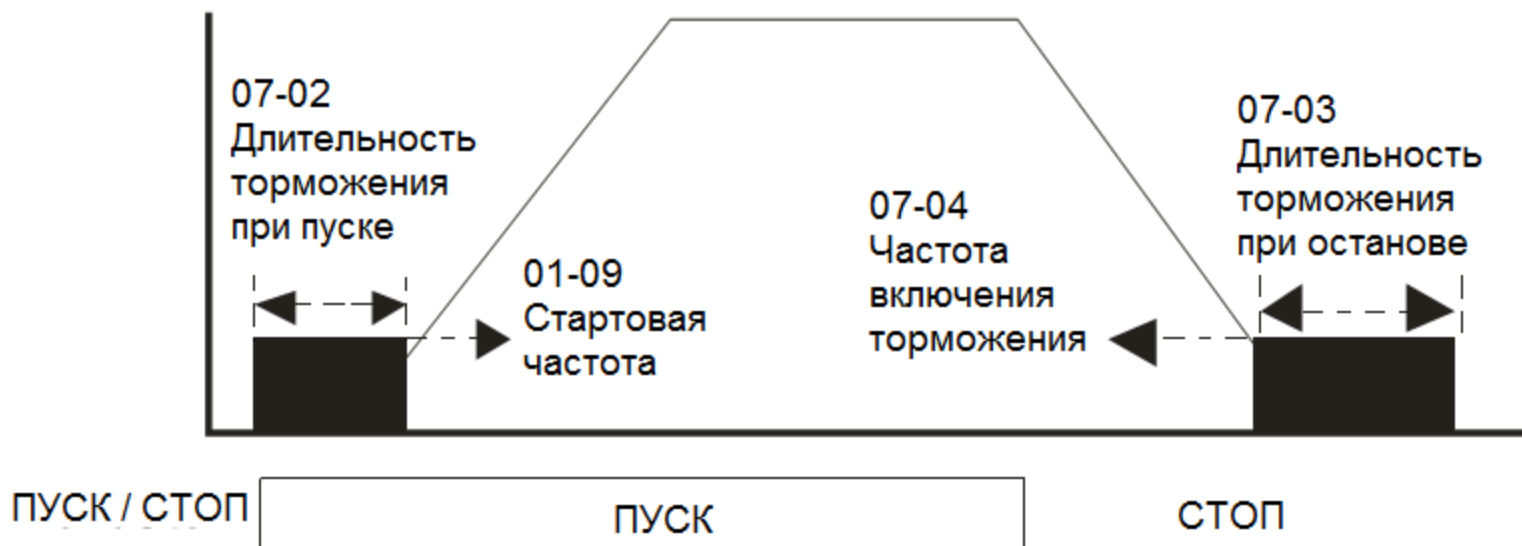 07-02
Длительность
торможения
при пуске
01-09
Стартовая
частота
07-04
Частота
включения
торможения
07-03
Длительность
торможения
при останове
ПУСК / СТОП
ПУСК
СТОП